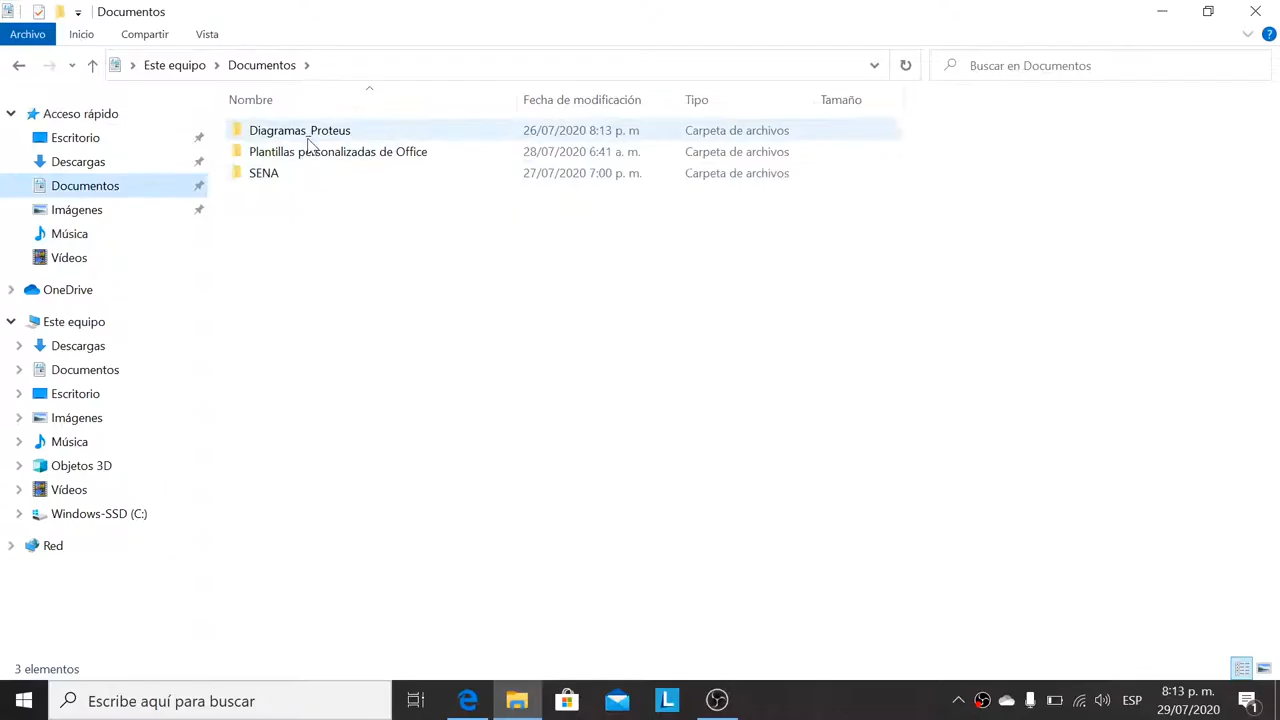 Documentos
Archivo Inicio Compartir Vista
Este equipo Documentos
Buscar en Documentos
Nombre Fecha de modificación Tipo Tamaño
Diagramas_Proteus 26/07/2020 8:13 p. m Carpeta de archivos
Plantillas personalizadas de Office 28/07/2020 6:41 a. m. Carpeta de archivos
SENA 27/07/2020 7:00 p. m. Carpeta de archivos
Acceso rápido
Escritorio
Descargas
Documentos
Imágenes
Música
Vídeos
OneDrive
Este equipo
Descargas
Documentos
Escritorio
Imágenes
Música
Objetos 3D
Vídeos
Windows-SSD (C:)
Red
3 elementos
Escribe aquí para buscar
L
ESP
8:13 p. m.
29/07/2020
1